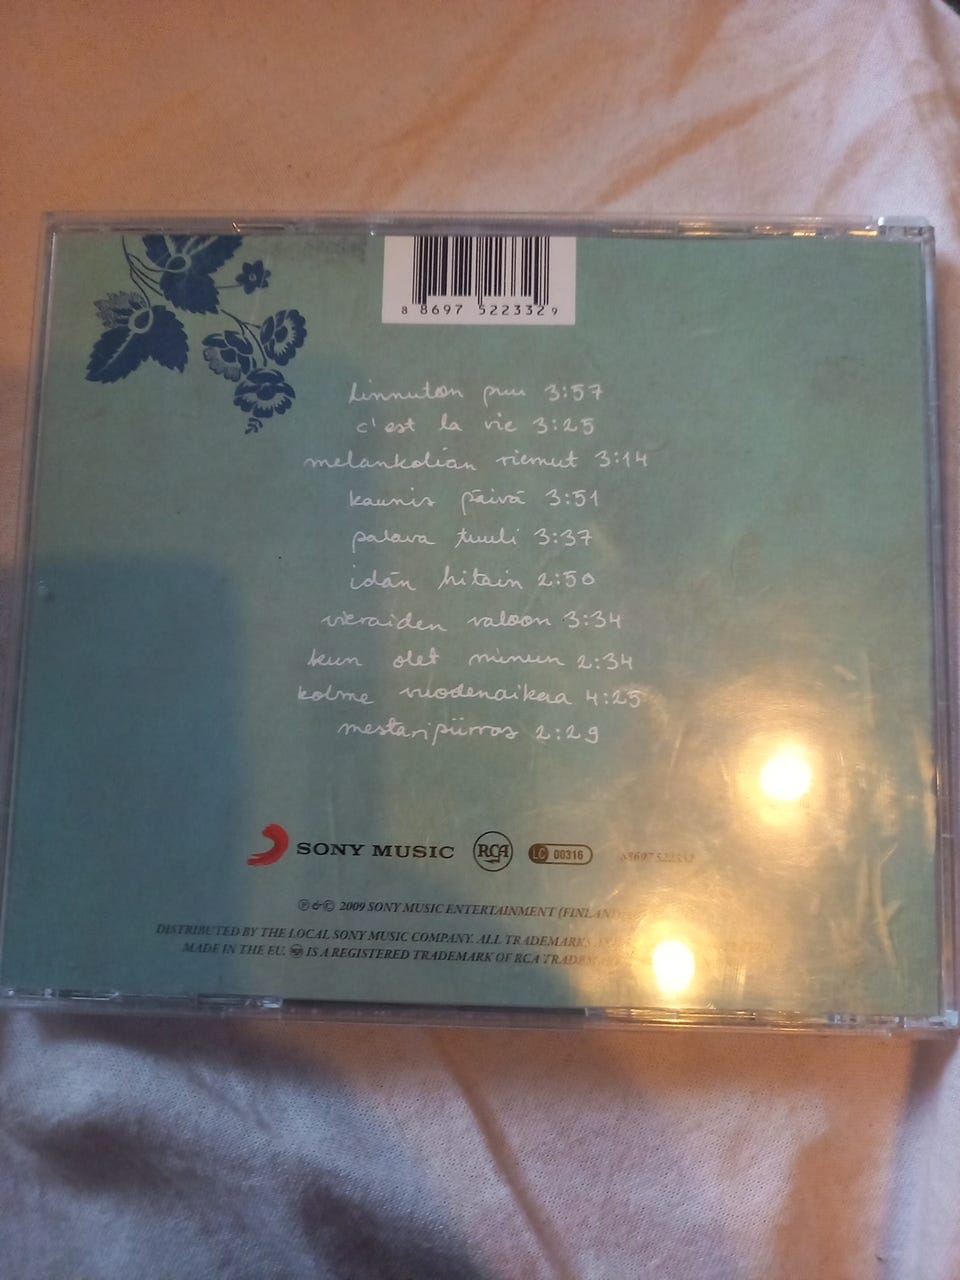 8 8697 52233 2 9
linnuton puu 3:57
c'est la vie 3:25
melankolian riemut 3:14
kaunis päivä 3:51
palava tuuli 3:37
idän hitain 2:50
vieraiden valoon 3:34
kun olet minun 2:34
kolme vuodenaikaa 4:25
mestaripiirros 2:29
SONY MUSIC RCA LC 00316 88697522332
℗ & © 2009 SONY MUSIC ENTERTAINMENT (FINLAND)
DISTRIBUTED BY THE LOCAL SONY MUSIC COMPANY. ALL TRADEMARKS
MADE IN THE EU. RCA IS A REGISTERED TRADEMARK OF RCA